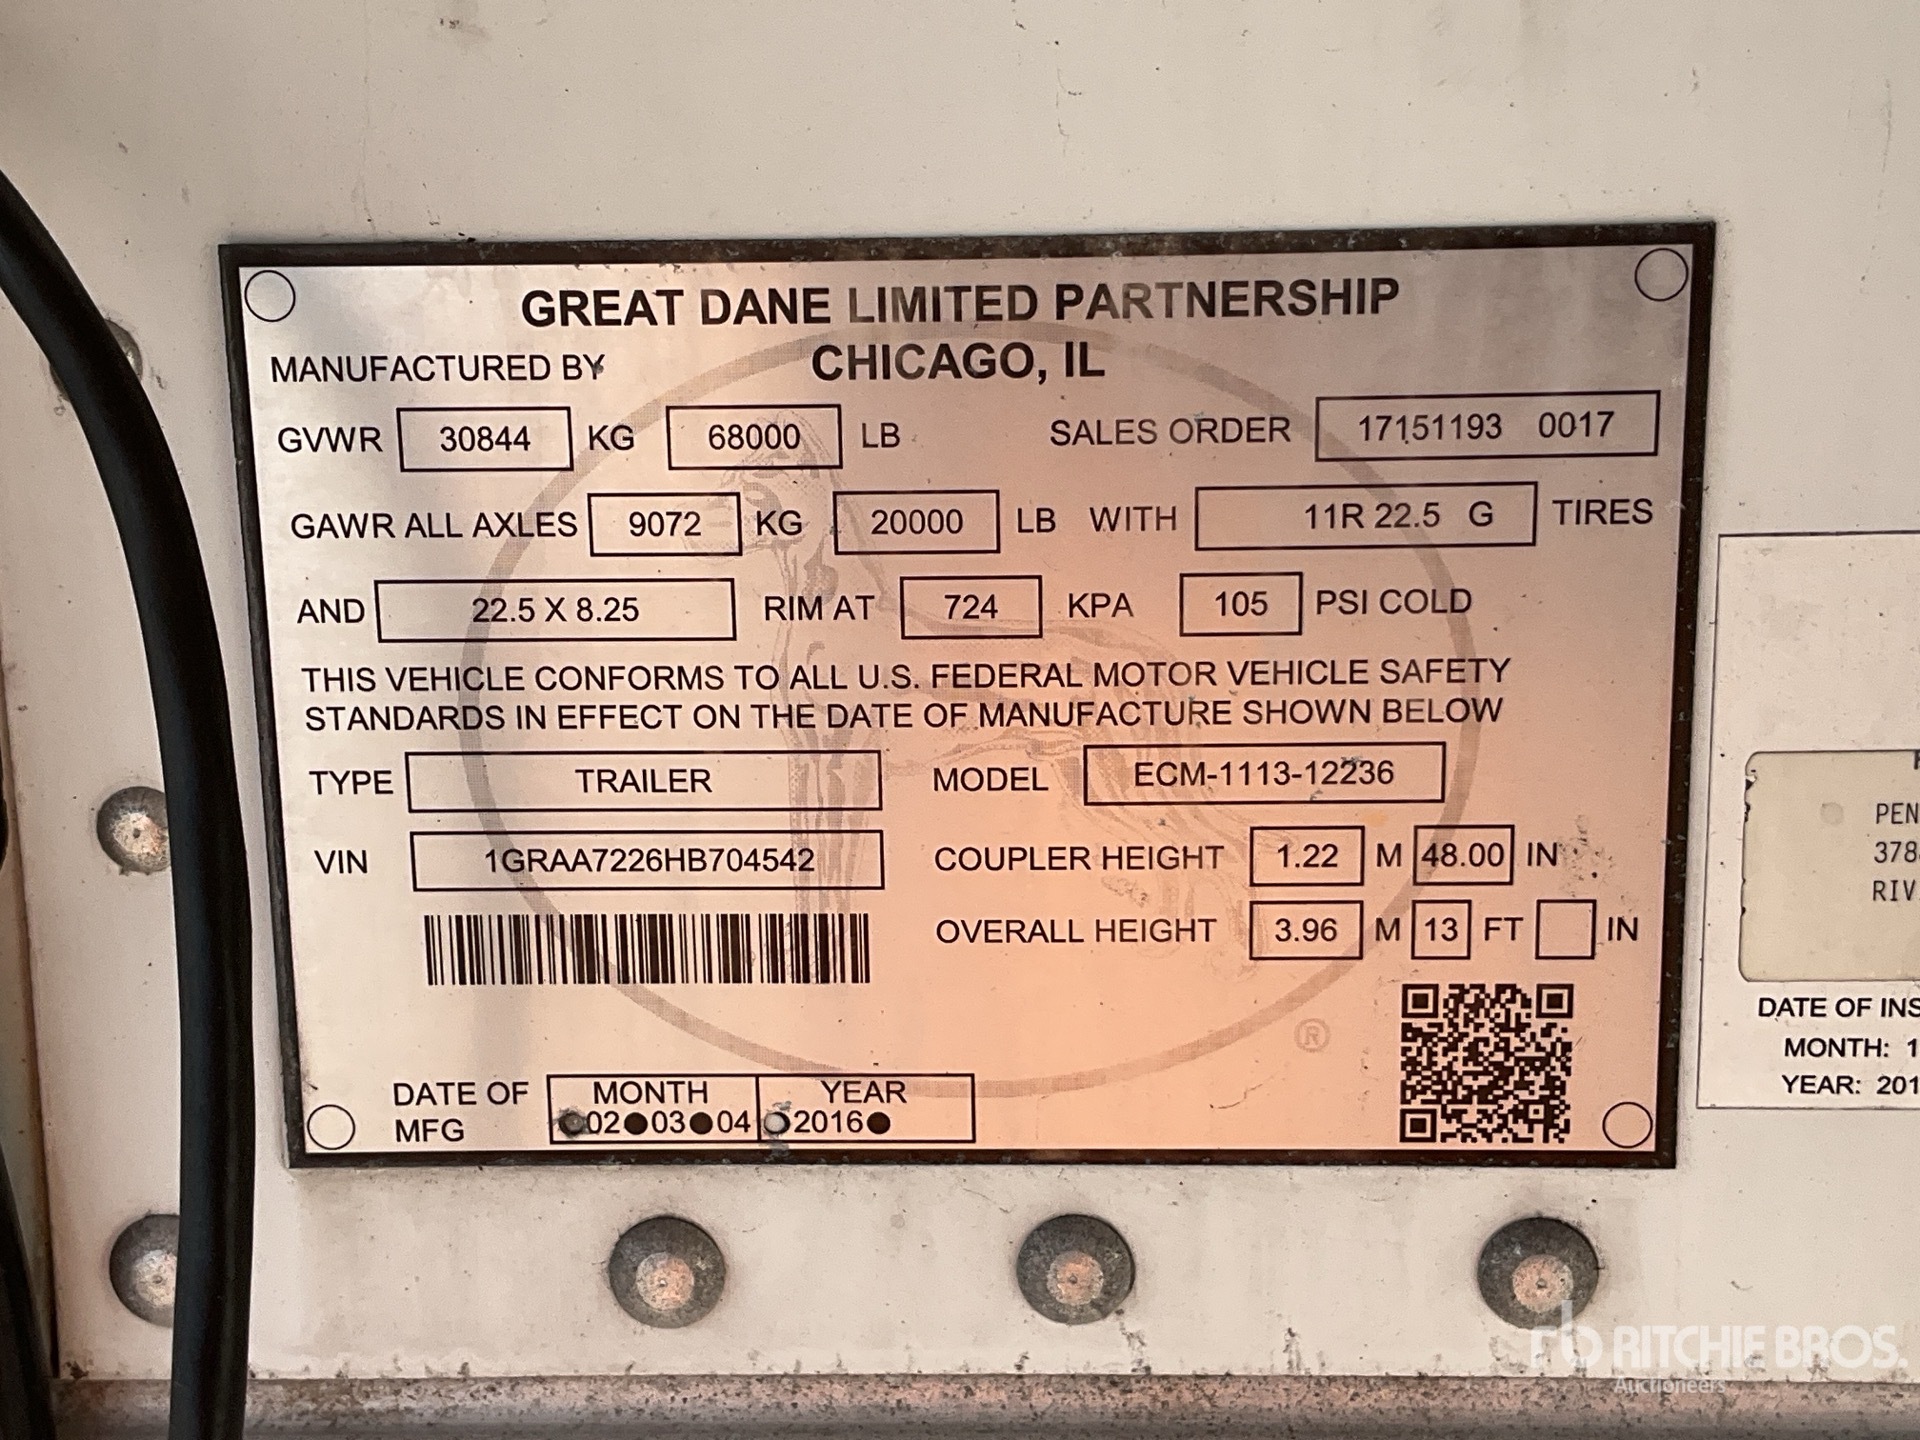 GREAT DANE LIMITED PARTNERSHIP
MANUFACTURED BY CHICAGO, IL
GVWR 30844 KG 68000 LB SALES ORDER 17151193 0017
GAWR ALL AXLES 9072 KG 20000 LB WITH 11R 22.5 G TIRES
AND 22.5 X 8.25 RIM AT 724 KPA 105 PSI COLD
THIS VEHICLE CONFORMS TO ALL U.S. FEDERAL MOTOR VEHICLE SAFETY
STANDARDS IN EFFECT ON THE DATE OF MANUFACTURE SHOWN BELOW
TYPE TRAILER MODEL ECM-1113-12236
VIN 1GRAA7226HB704542 COUPLER HEIGHT 1.22 M 48.00 IN
OVERALL HEIGHT 3.96 M 13 FT IN
®
DATE OF MFG
MONTH YEAR
02 03 04 2016
PEN
378
RIV
DATE OF INS
MONTH: 1
YEAR: 201
rb RITCHIE BROS.
Auctioneers